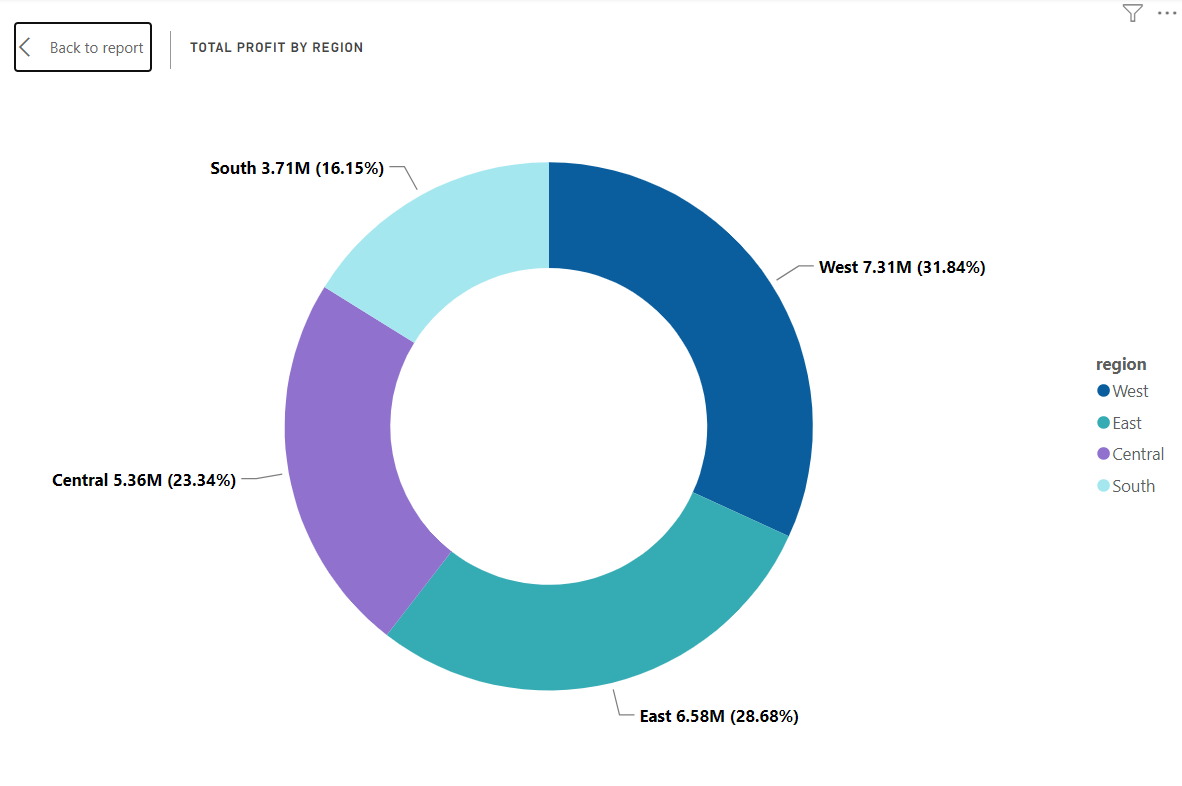 Back to report
TOTAL PROFIT BY REGION
South 3.71M (16.15%)
West 7.31M (31.84%)
region
West
East
Central
South
Central 5.36M (23.34%)
East 6.58M (28.68%)